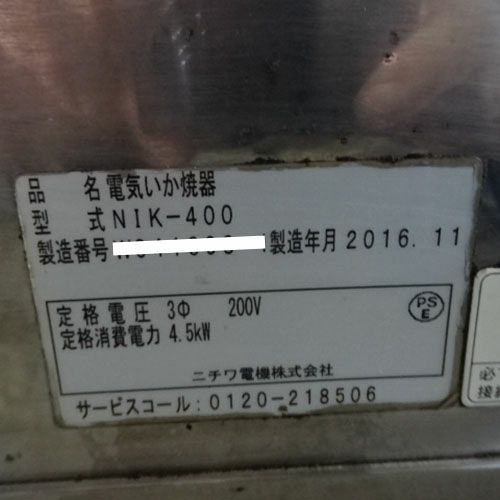 品 名 電気いか焼器
型 式 NIK-400
製造番号 製造年月 2016.11
定格電圧 3Φ 200V
定格消費電力 4.5kW
PS
E
ニチワ電機株式会社
サービスコール:0120-218506
必
接